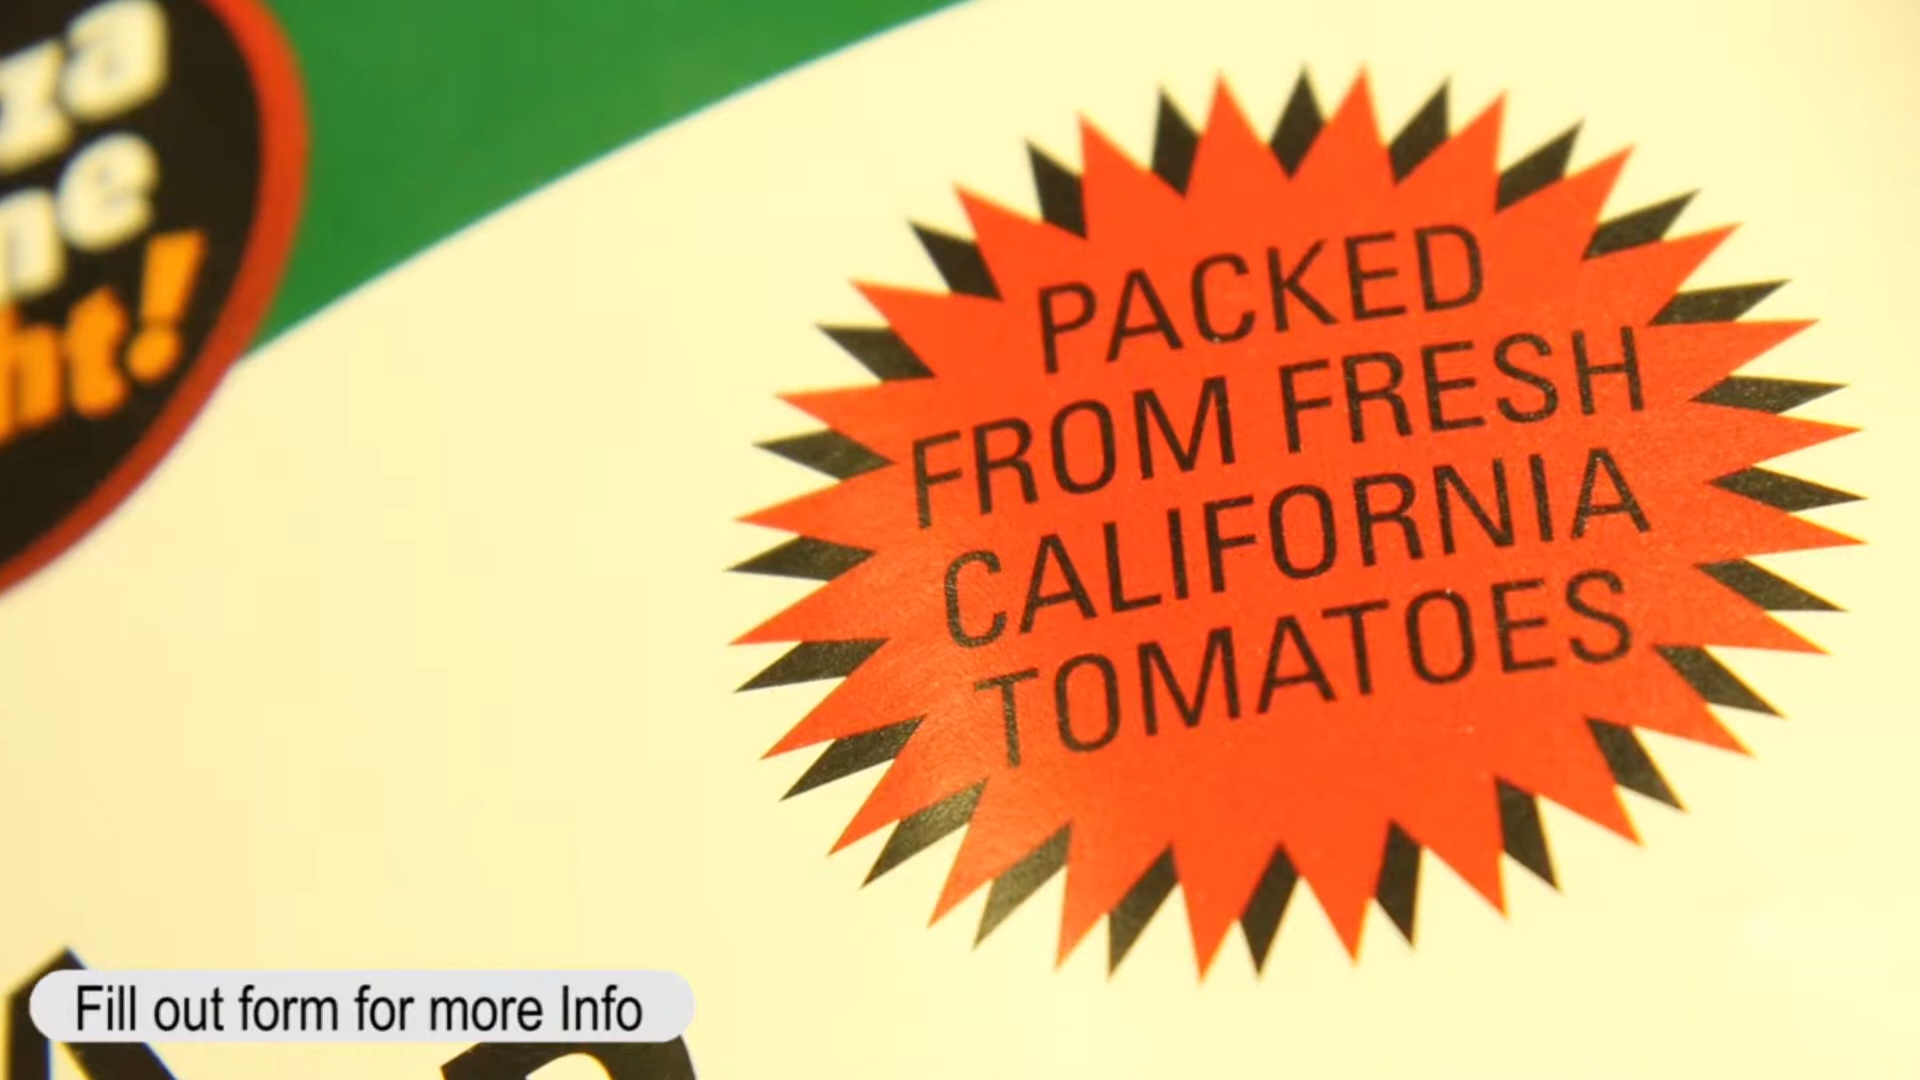 PACKED
FROM FRESH
CALIFORNIA
TOMATOES
Fill out form for more Info